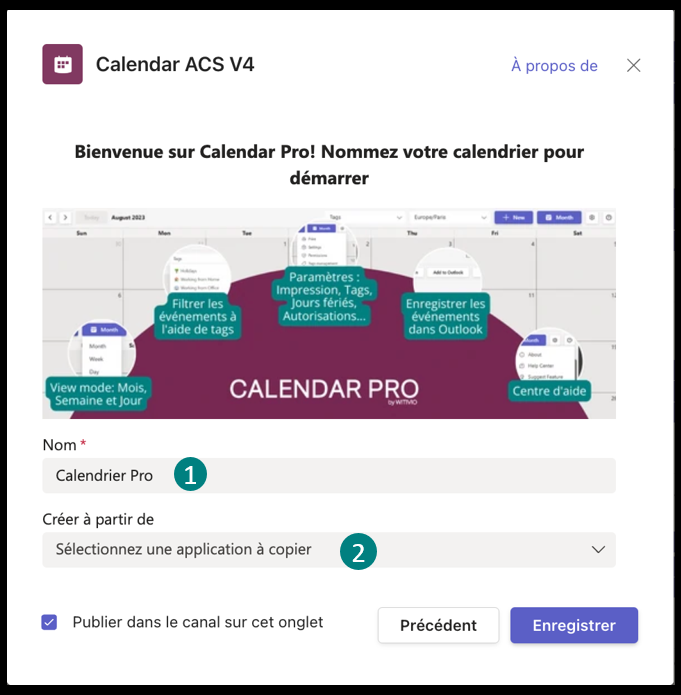 Calendar ACS V4
À propos de
Bienvenue sur Calendar Pro! Nommez votre calendrier pour
démarrer
Today
August 2023
Tags
Europe/Paris
New
Month
Sun
Mon
Tue
Thu
Fri
Sat
Tags
Holidays
Working from Home
Working from Office
Filtrer les
événements à
l'aide de tags
Month
Settings
Permissions
Tags management
Paramètres :
Impression, Tags,
Jours fériés,
Autorisations...
Add to Outlook
Enregistrer les
événements
dans Outlook
Month
Month
Week
Day
View mode: Mois,
Semaine et Jour
About
Help Center
Suggest Feature
Centre d'aide
CALENDAR PRO
by WITIVIO
Nom *
Calendrier Pro
1
Créer à partir de
Sélectionnez une application à copier
2
Publier dans le canal sur cet onglet
Précédent
Enregistrer